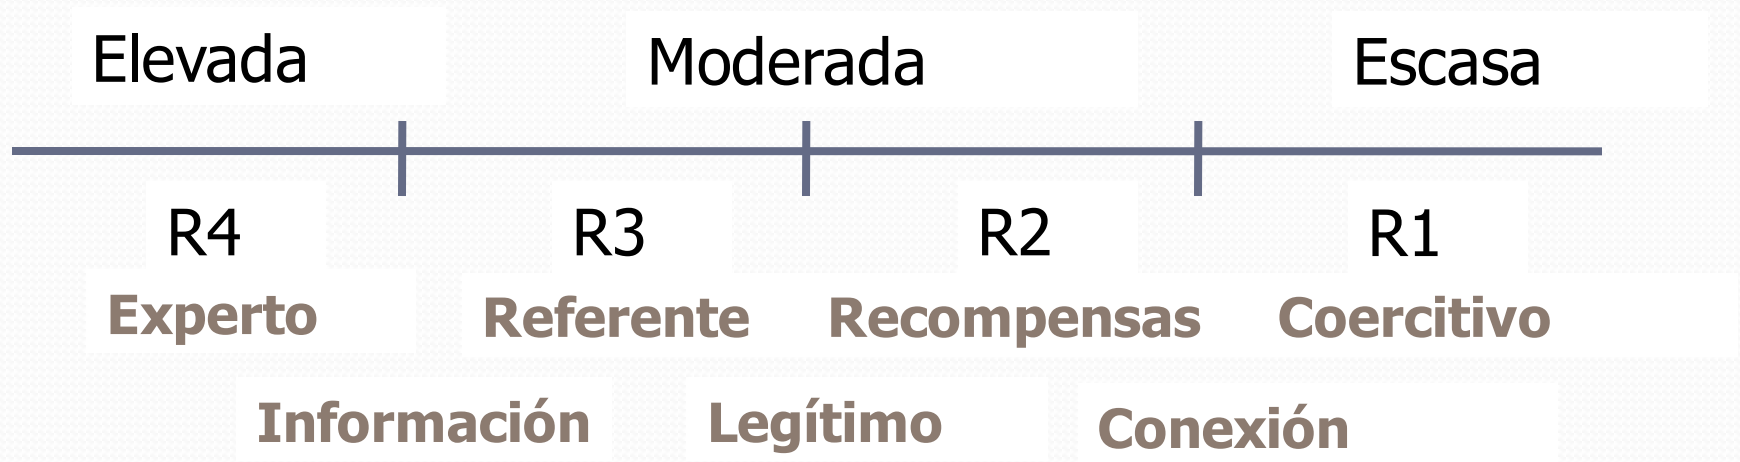 Elevada Moderada Escasa
R4 R3 R2 R1
Experto Referente Recompensas Coercitivo
Información Legítimo Conexión